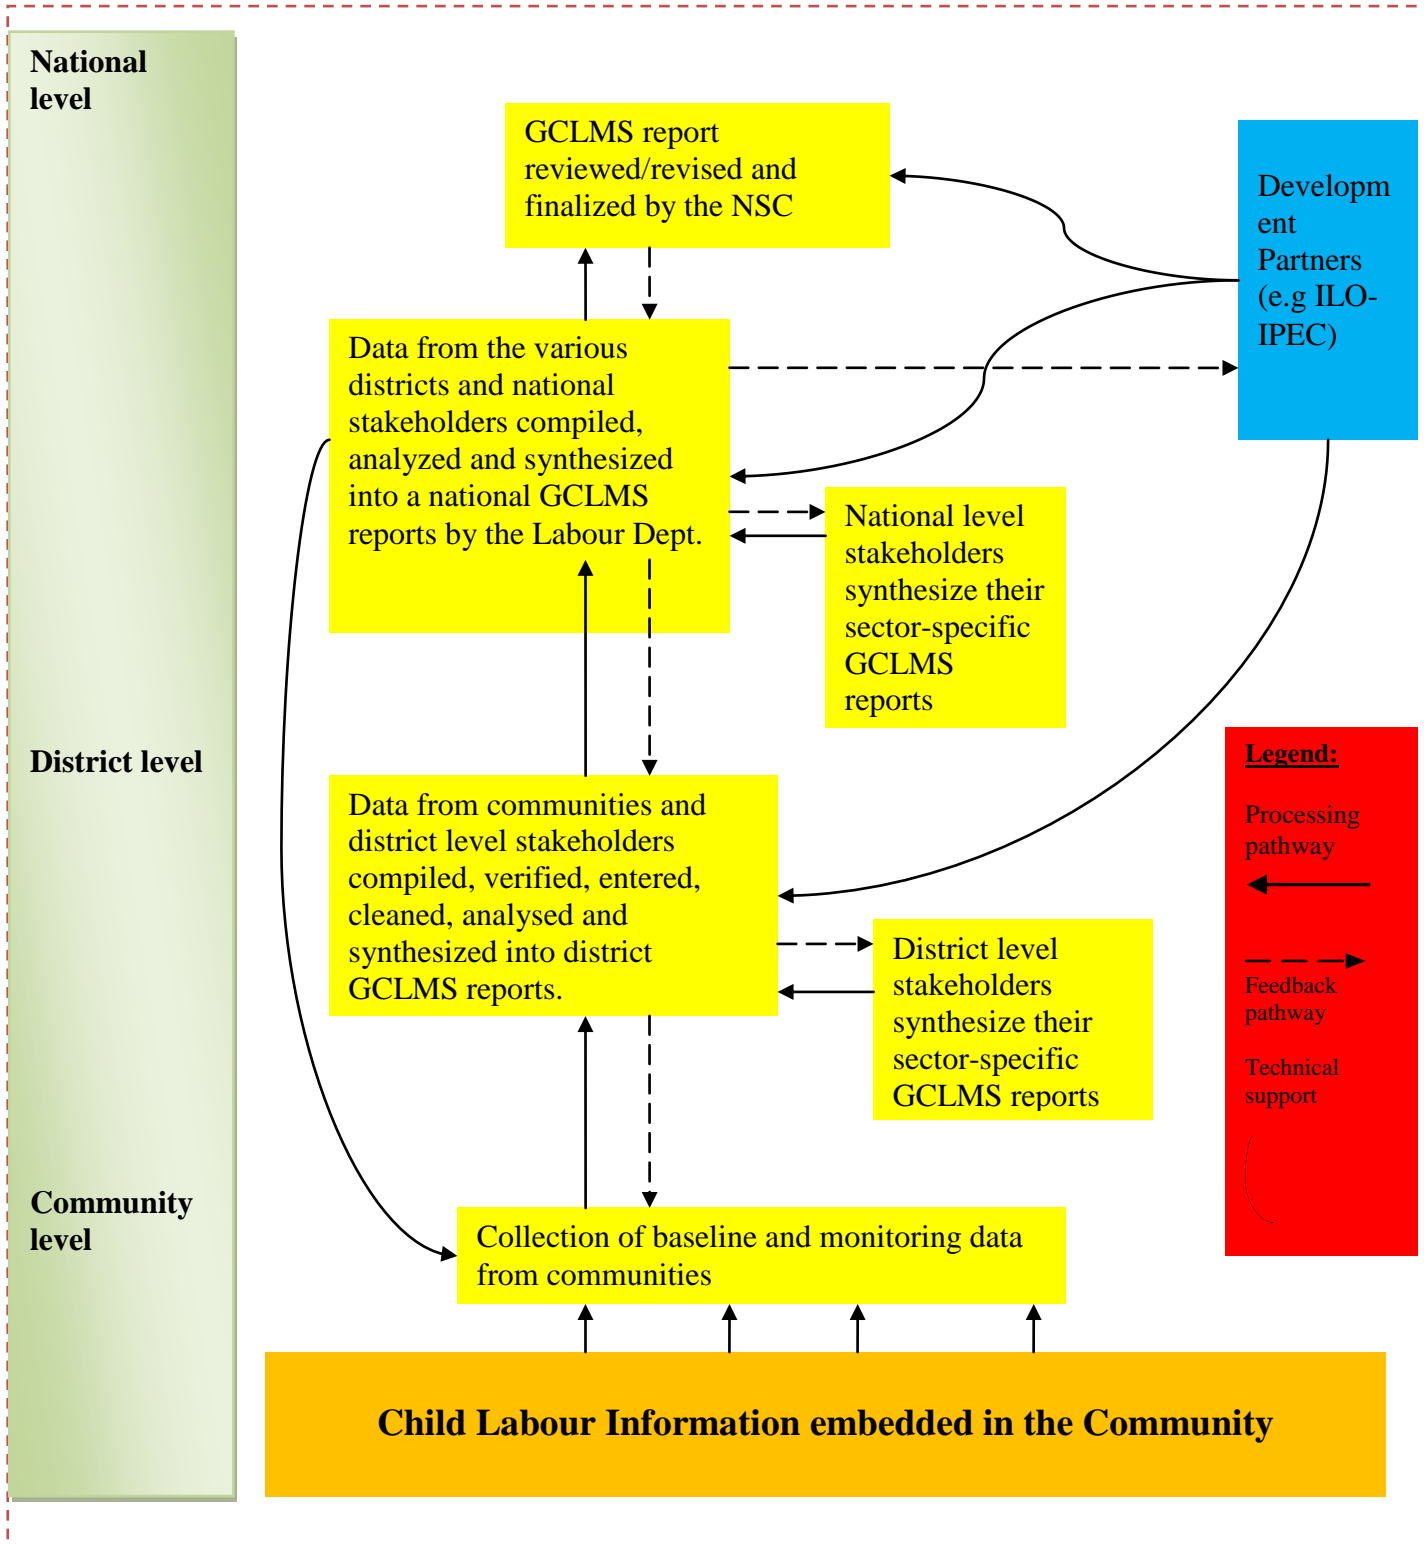 National
level
GCLMS report
reviewed/revised and
finalized by the NSC
Developm
ent
Partners
(e.g ILO-
IPEC)
Data from the various
districts and national
stakeholders compiled,
analyzed and synthesized
into a national GCLMS
reports by the Labour Dept.
National level
stakeholders
synthesize their
sector-specific
GCLMS
reports
District level
Legend:
Processing
pathway
Feedback
pathway
Technical
support
Data from communities and
district level stakeholders
compiled, verified, entered,
cleaned, analysed and
synthesized into district
GCLMS reports.
District level
stakeholders
synthesize their
sector-specific
GCLMS reports
Community
level
Collection of baseline and monitoring data
from communities
Child Labour Information embedded in the Community